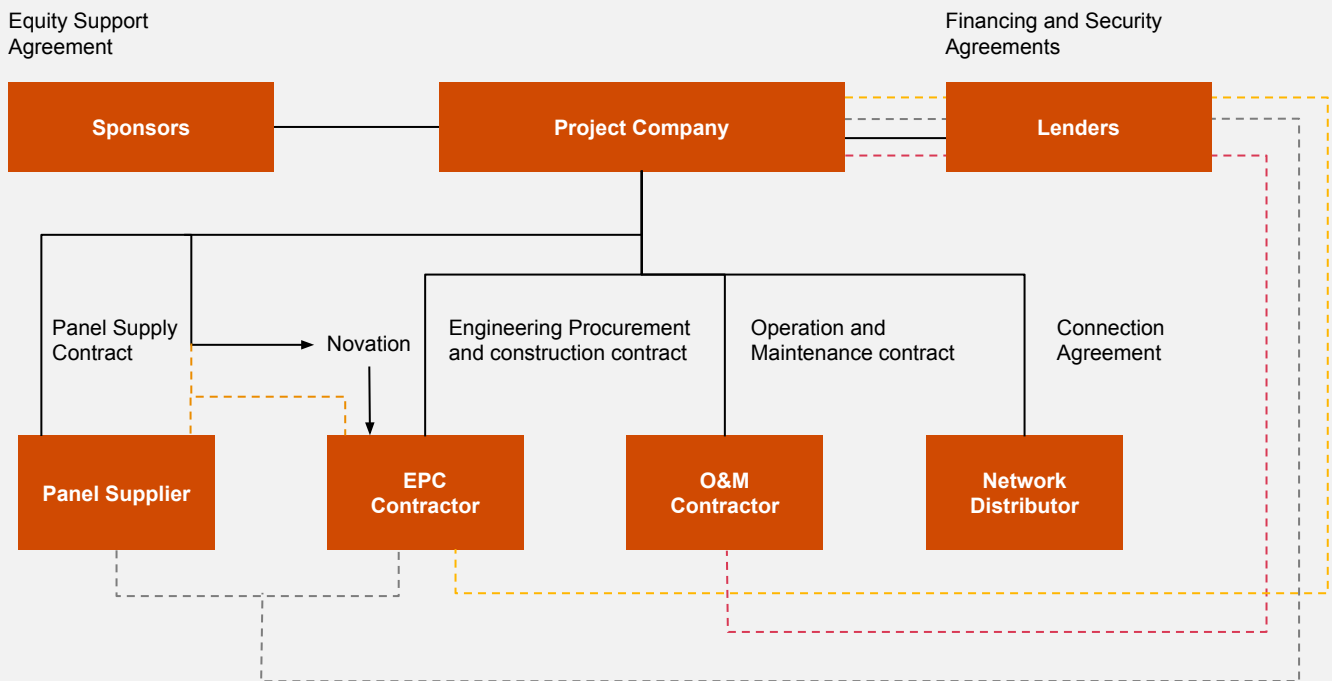 Equity Support
Agreement
Financing and Security
Agreements
Sponsors
Project Company
Lenders
Panel Supply
Contract
Novation
Engineering Procurement
and construction contract
Operation and
Maintenance contract
Connection
Agreement
Panel Supplier
EPC
Contractor
O&M
Contractor
Network
Distributor